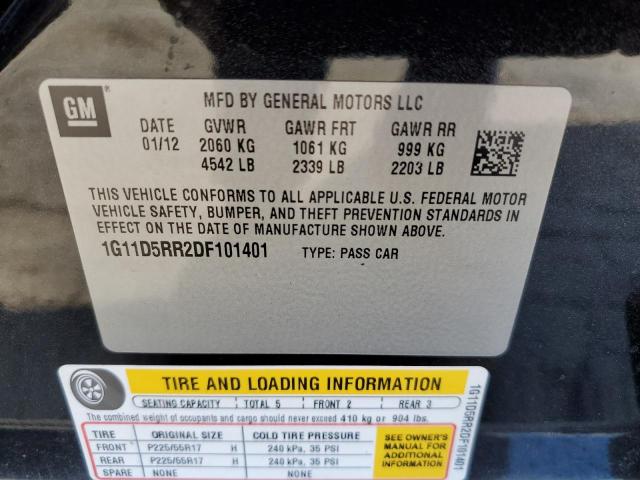 GM
MFD BY GENERAL MOTORS LLC
DATE GVWR GAWR FRT GAWR RR
01/12 2060 KG 1061 KG 999 KG
4542 LB 2339 LB 2203 LB
THIS VEHICLE CONFORMS TO ALL APPLICABLE U.S. FEDERAL MOTOR
VEHICLE SAFETY, BUMPER, AND THEFT PREVENTION STANDARDS IN
EFFECT ON THE DATE OF MANUFACTURE SHOWN ABOVE.
1G11D5RR2DF101401 TYPE: PASS CAR
TIRE AND LOADING INFORMATION
SEATING CAPACITY TOTAL 5 FRONT 2 REAR 3
The combined weight of occupants and cargo should never exceed 410 kg or 904 lbs.
TIRE ORIGINAL SIZE COLD TIRE PRESSURE
FRONT P225/55R17 H 240 kPa, 35 PSI
REAR P225/55R17 H 240 kPa, 35 PSI
SPARE NONE NONE
SEE OWNER'S
MANUAL FOR
ADDITIONAL
INFORMATION
1G11D5RR2DF101401